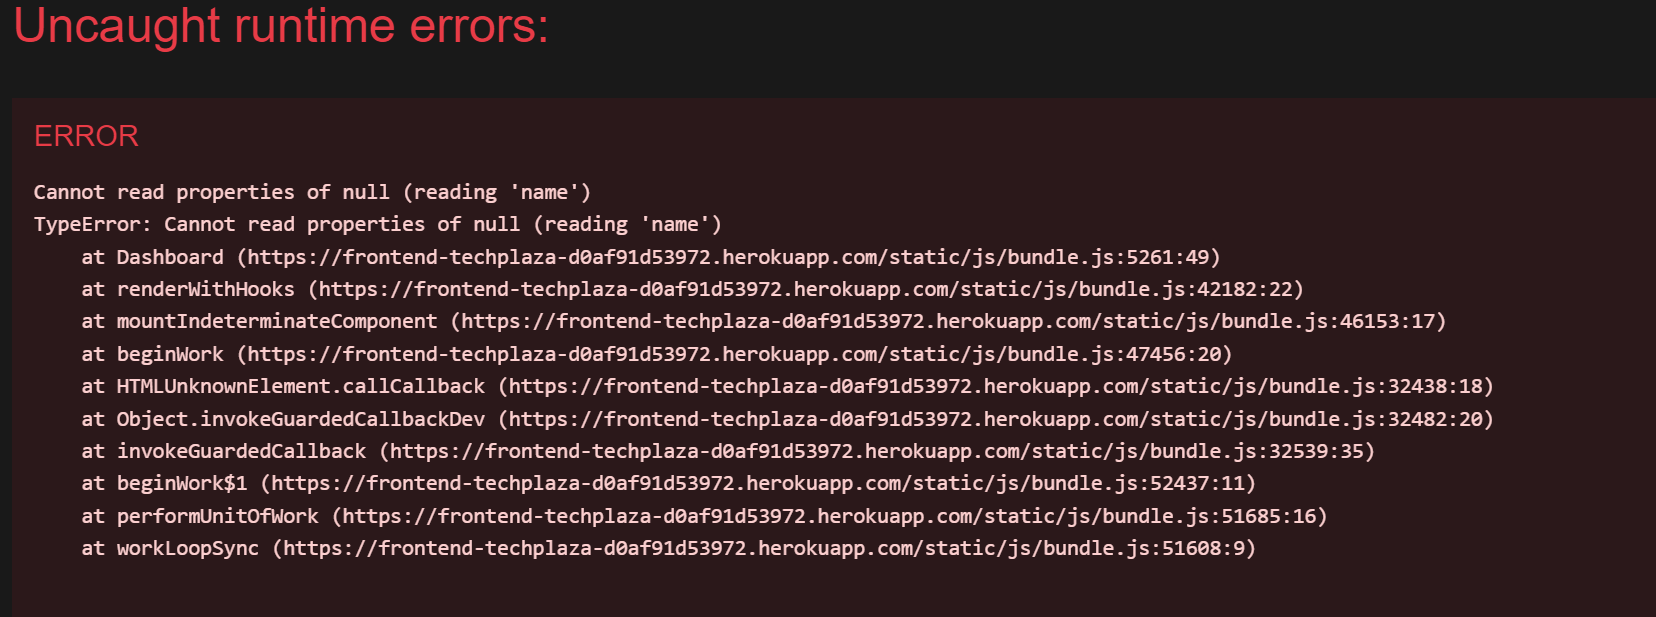 Uncaught runtime errors:
ERROR
Cannot read properties of null (reading 'name')
TypeError: Cannot read properties of null (reading 'name')
at Dashboard (https://frontend-techplaza-d0af91d53972.herokuapp.com/static/js/bundle.js:5261:49)
at renderWithHooks (https://frontend-techplaza-d0af91d53972.herokuapp.com/static/js/bundle.js:42182:22)
at mountIndeterminateComponent (https://frontend-techplaza-d0af91d53972.herokuapp.com/static/js/bundle.js:46153:17)
at beginWork (https://frontend-techplaza-d0af91d53972.herokuapp.com/static/js/bundle.js:47456:20)
at HTMLUnknownElement.callCallback (https://frontend-techplaza-d0af91d53972.herokuapp.com/static/js/bundle.js:32438:18)
at Object.invokeGuardedCallbackDev (https://frontend-techplaza-d0af91d53972.herokuapp.com/static/js/bundle.js:32482:20)
at invokeGuardedCallback (https://frontend-techplaza-d0af91d53972.herokuapp.com/static/js/bundle.js:32539:35)
at beginWork$1 (https://frontend-techplaza-d0af91d53972.herokuapp.com/static/js/bundle.js:52437:11)
at performUnitOfWork (https://frontend-techplaza-d0af91d53972.herokuapp.com/static/js/bundle.js:51685:16)
at workLoopSync (https://frontend-techplaza-d0af91d53972.herokuapp.com/static/js/bundle.js:51608:9)